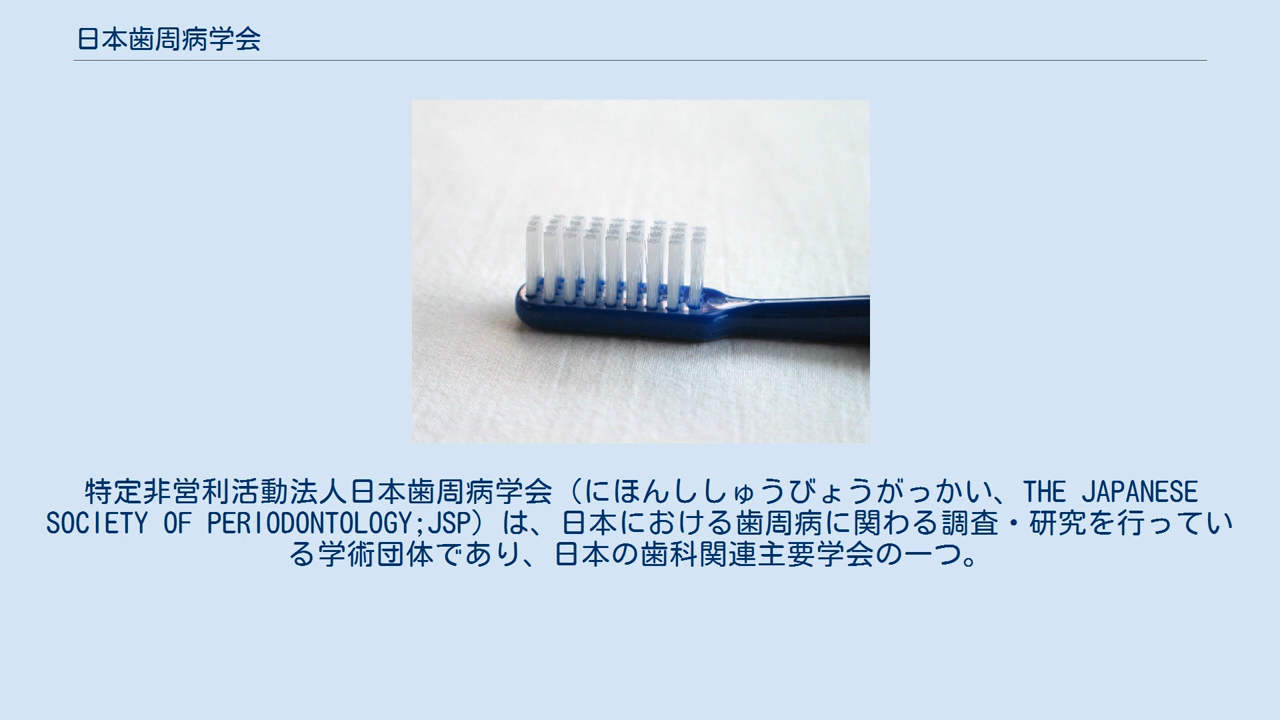 日本歯周病学会
特定非営利活動法人日本歯周病学会（にほんししゅうびょうがっかい、THE JAPANESE
SOCIETY OF PERIODONTOLOGY;JSP）は、日本における歯周病に関わる調査・研究を行ってい
る学術団体であり、日本の歯科関連主要学会の一つ。